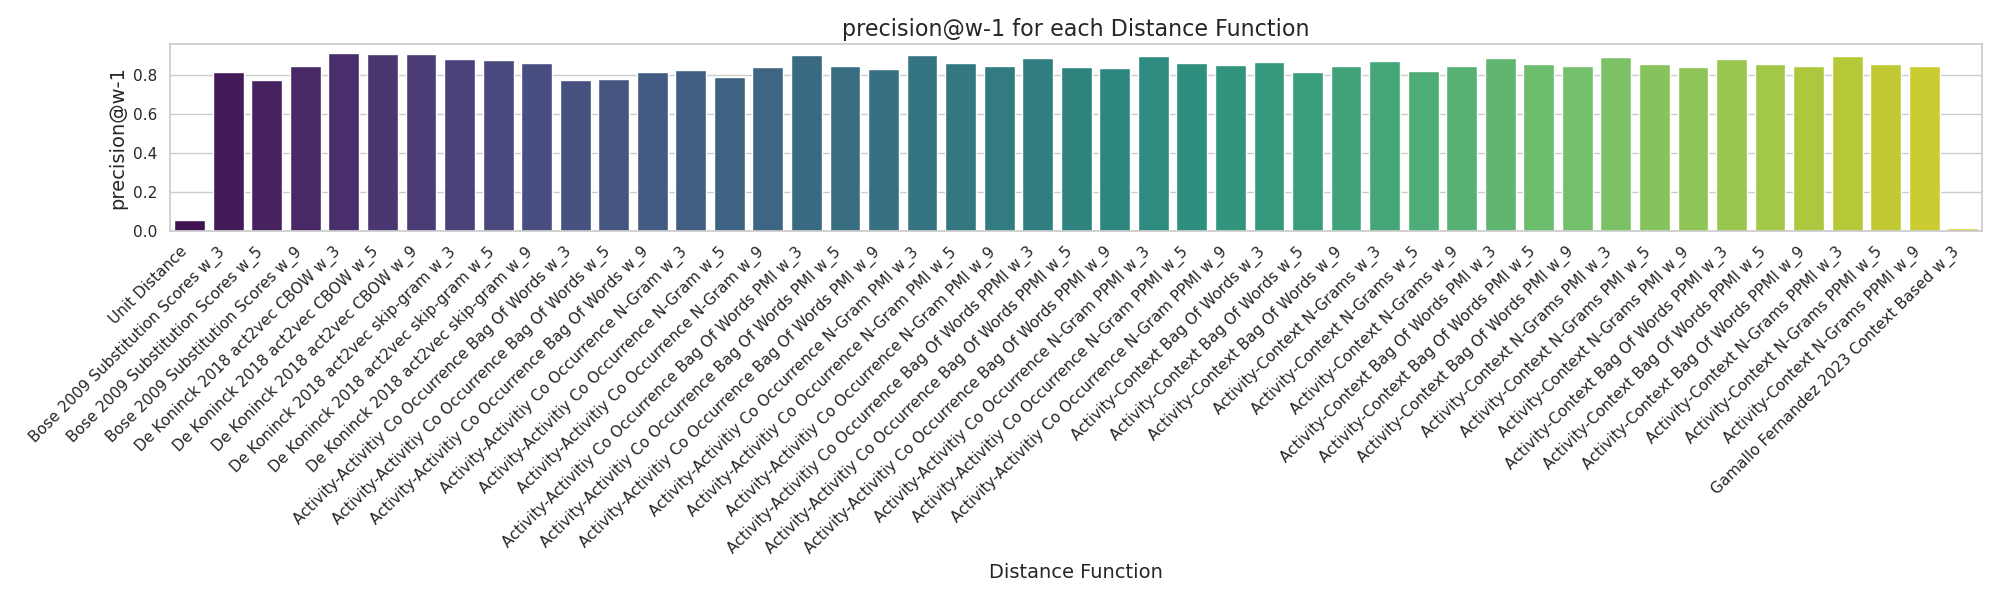 precision@w-1 for each Distance Function
precision@w-1
0.8
0.6
0.4
0.2
0.0
Unit Distance
Bose 2009 Substitution Scores w_3
Bose 2009 Substitution Scores w_5
Bose 2009 Substitution Scores w_9
De Koninck 2018 act2vec CBOW w_3
De Koninck 2018 act2vec CBOW w_5
De Koninck 2018 act2vec CBOW w_9
De Koninck 2018 act2vec skip-gram w_3
De Koninck 2018 act2vec skip-gram w_5
De Koninck 2018 act2vec skip-gram w_9
Activity-Activitiy Co Occurrence Bag Of Words w_3
Activity-Activitiy Co Occurrence Bag Of Words w_5
Activity-Activitiy Co Occurrence Bag Of Words w_9
Activity-Activitiy Co Occurrence N-Gram w_3
Activity-Activitiy Co Occurrence N-Gram w_5
Activity-Activitiy Co Occurrence N-Gram w_9
Activity-Activitiy Co Occurrence Bag Of Words PMI w_3
Activity-Activitiy Co Occurrence Bag Of Words PMI w_5
Activity-Activitiy Co Occurrence Bag Of Words PMI w_9
Activity-Activitiy Co Occurrence N-Gram PMI w_3
Activity-Activitiy Co Occurrence N-Gram PMI w_5
Activity-Activitiy Co Occurrence N-Gram PMI w_9
Activity-Activitiy Co Occurrence Bag Of Words PPMI w_3
Activity-Activitiy Co Occurrence Bag Of Words PPMI w_5
Activity-Activitiy Co Occurrence Bag Of Words PPMI w_9
Activity-Activitiy Co Occurrence N-Gram PPMI w_3
Activity-Activitiy Co Occurrence N-Gram PPMI w_5
Activity-Activitiy Co Occurrence N-Gram PPMI w_9
Activity-Context Bag Of Words w_3
Activity-Context Bag Of Words w_5
Activity-Context Bag Of Words w_9
Activity-Context N-Grams w_3
Activity-Context N-Grams w_5
Activity-Context N-Grams w_9
Activity-Context Bag Of Words PMI w_3
Activity-Context Bag Of Words PMI w_5
Activity-Context Bag Of Words PMI w_9
Activity-Context N-Grams PMI w_3
Activity-Context N-Grams PMI w_5
Activity-Context N-Grams PMI w_9
Activity-Context Bag Of Words PPMI w_3
Activity-Context Bag Of Words PPMI w_5
Activity-Context Bag Of Words PPMI w_9
Activity-Context N-Grams PPMI w_3
Activity-Context N-Grams PPMI w_5
Activity-Context N-Grams PPMI w_9
Gamallo Fernandez 2023 Context Based w_3
Distance Function